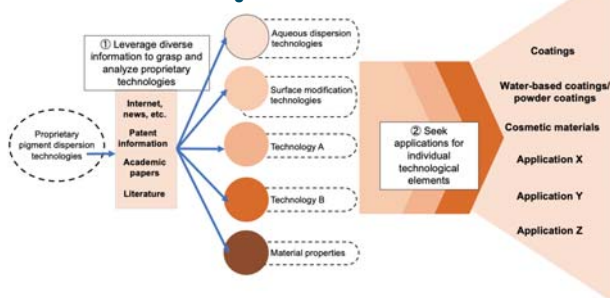 ① Leverage diverse
information to grasp and
analyze proprietary
technologies
Proprietary
pigment dispersion
technologies
Internet,
news, etc.
Patent
information
Academic
papers
Literature
Aqueous dispersion
technologies
Surface modification
technologies
Technology A
Technology B
Material properties
② Seek
applications for
individual
technological
elements
Coatings
Water-based coatings/
powder coatings
Cosmetic materials
Application X
Application Y
Application Z